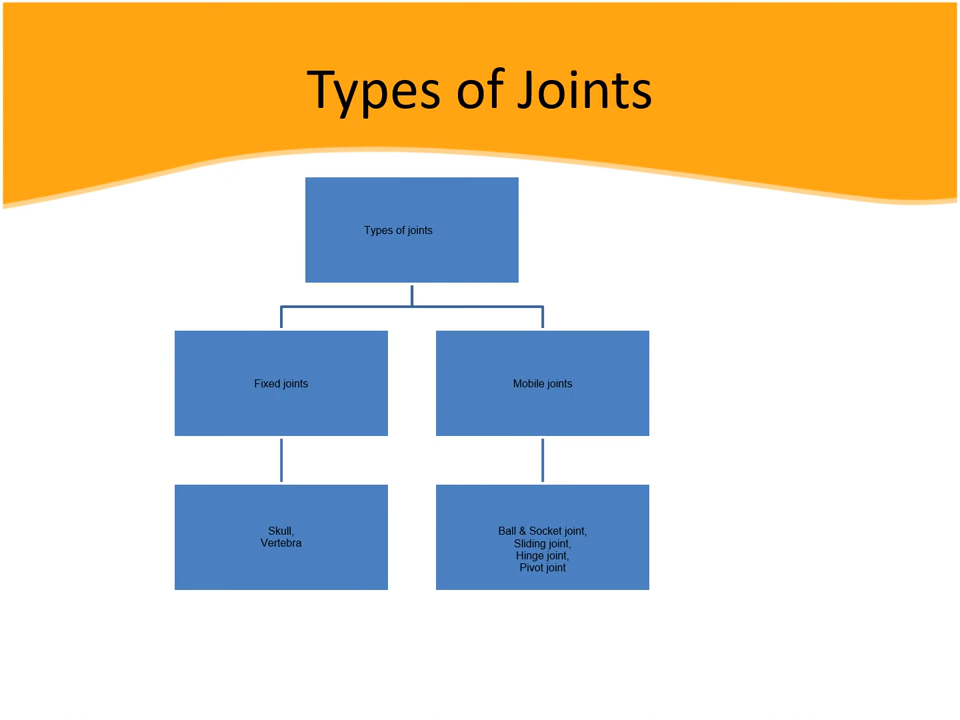 Types of Joints
Types of joints
Fixed joints
Mobile joints
Skull,
Vertebra
Ball & Socket joint,
Sliding joint,
Hinge joint,
Pivot joint